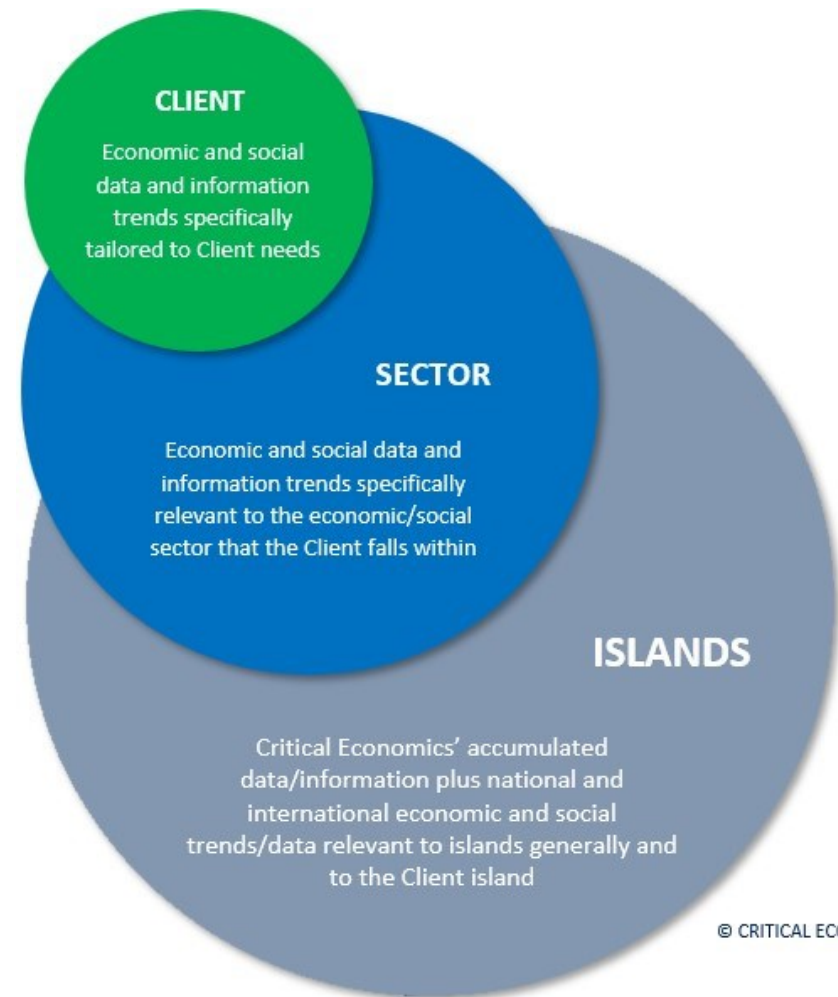 CLIENT
Economic and social
data and information
trends specifically
tailored to Client needs
SECTOR
Economic and social data and
information trends specifically
relevant to the economic/social
sector that the Client falls within
ISLANDS
Critical Economics’ accumulated
data/information plus national and
international economic and social
trends/data relevant to islands generally and
to the Client island
© CRITICAL